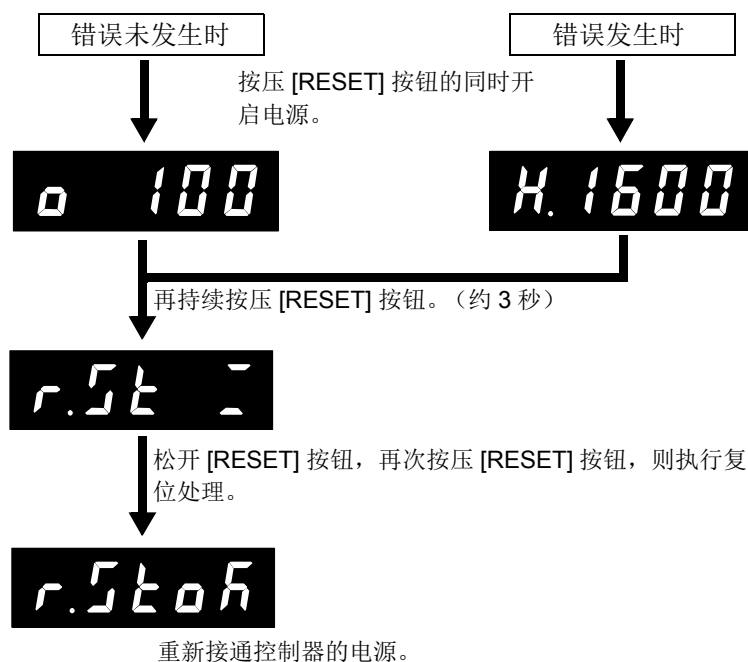 错误未发生时
错误发生时
按压 [RESET] 按钮的同时开
启电源。
o 100
H.1600
再持续按压 [RESET] 按钮。（约 3 秒）
r.St
松开 [RESET] 按钮，再次按压 [RESET] 按钮，则执行复
位处理。
r.Stok
重新接通控制器的电源。